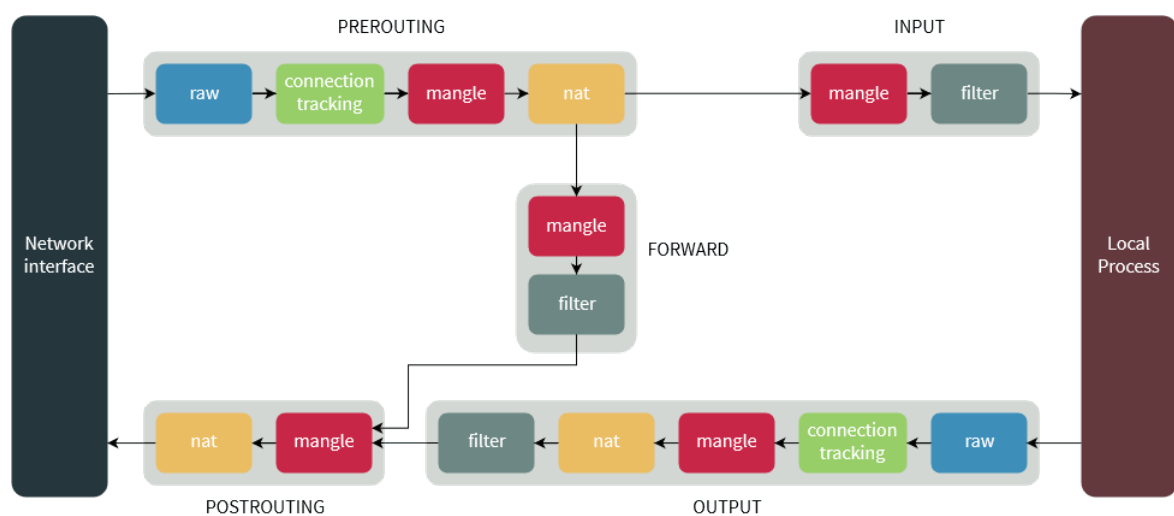 PREROUTING
INPUT
raw
connection
tracking
mangle
nat
mangle
filter
Network
interface
mangle
FORWARD
filter
Local
Process
nat
mangle
filter
nat
mangle
connection
tracking
raw
POSTROUTING
OUTPUT